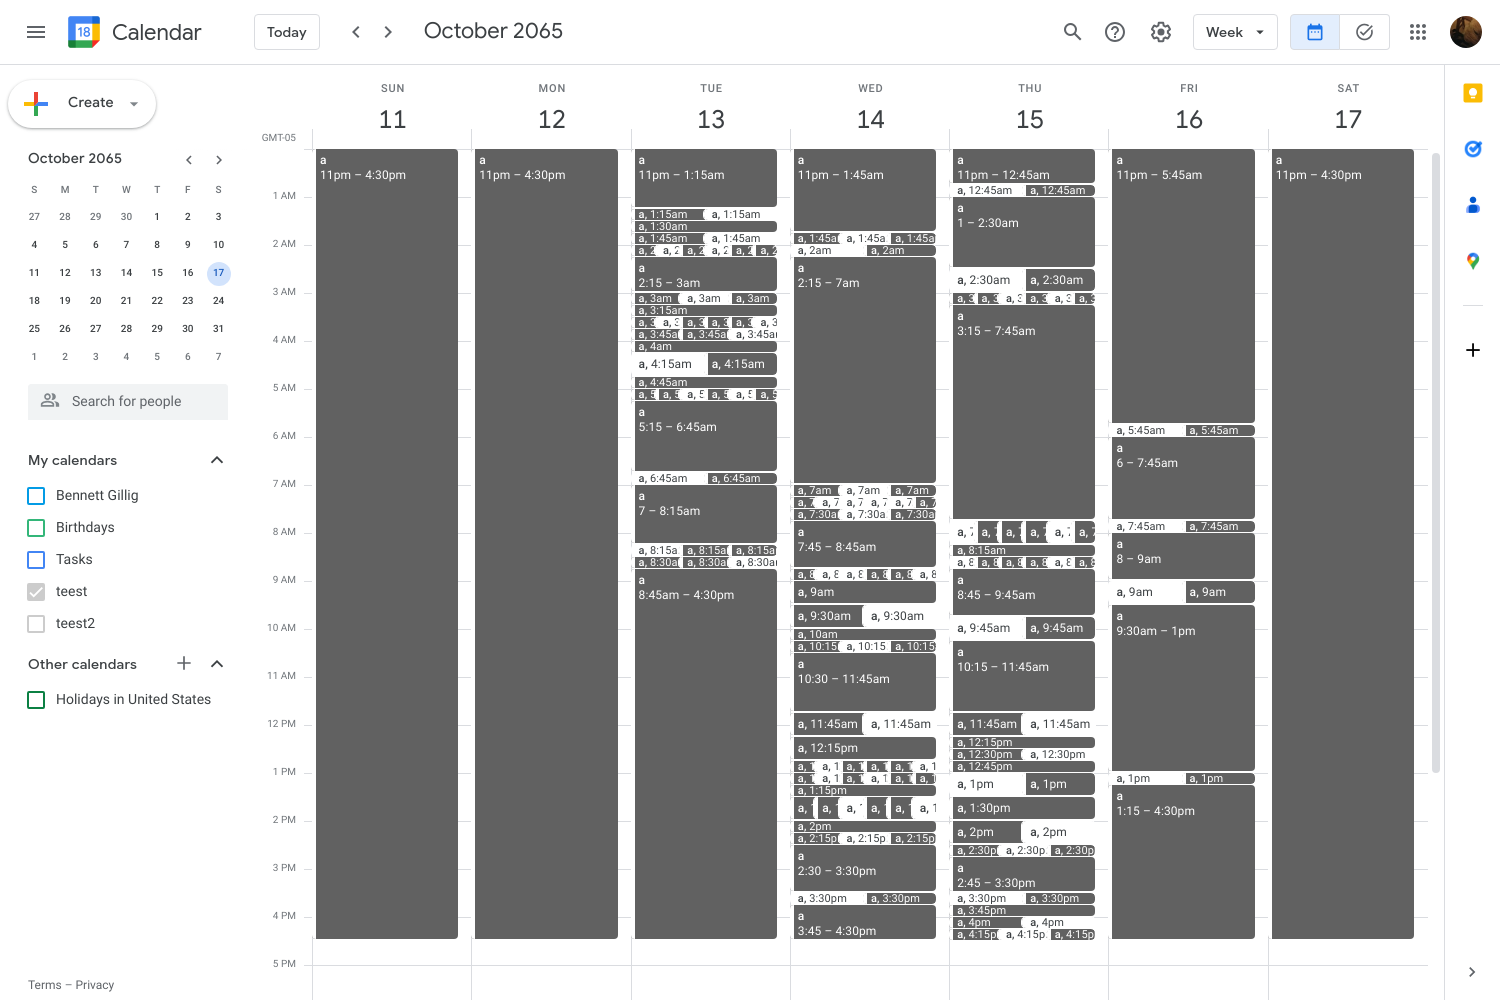 18 Calendar Today October 2065 Week
Create
October 2065
S M T W T F S
27 28 29 30 1 2 3
4 5 6 7 8 9 10
11 12 13 14 15 16 17
18 19 20 21 22 23 24
25 26 27 28 29 30 31
1 2 3 4 5 6 7
Search for people
My calendars
Bennett Gillig
Birthdays
Tasks
teest
teest2
Other calendars
Holidays in United States
Terms – Privacy
SUN MON TUE WED THU FRI SAT
11 12 13 14 15 16 17
GMT-05
1 AM
2 AM
3 AM
4 AM
5 AM
6 AM
7 AM
8 AM
9 AM
10 AM
11 AM
12 PM
1 PM
2 PM
3 PM
4 PM
5 PM
a
11pm – 4:30pm
a
11pm – 4:30pm
a
11pm – 1:15am
a, 1:15am a, 1:15am
a, 1:30am
a, 1:45am a, 1:45am
a
2:15 – 3am
a, 3am a, 3am a, 3am
a, 3:15am
a, 3:45a a, 3:45a a, 3:45a
a, 4am
a, 4:15am a, 4:15am
a, 4:45am
a
5:15 – 6:45am
a, 6:45am a, 6:45am
a
7 – 8:15am
a, 8:15a a, 8:15a a, 8:15a
a, 8:30a a, 8:30a a, 8:30a
a
8:45am – 4:30pm
a
11pm – 1:45am
a, 1:45a a, 1:45a a, 1:45a
a, 2am a, 2am
a
2:15 – 7am
a, 7am a, 7am a, 7am
a, 7:30a a, 7:30a a, 7:30a
a
7:45 – 8:45am
a, 9am
a, 9:30am a, 9:30am
a, 10am
a, 10:15 a, 10:15 a, 10:15
a
10:30 – 11:45am
a, 11:45am a, 11:45am
a, 12:15pm
a, 1:15pm
a, 2pm
a, 2:15p a, 2:15p a, 2:15p
a
2:30 – 3:30pm
a, 3:30pm a, 3:30pm
a
3:45 – 4:30pm
a
11pm – 12:45am
a, 12:45am a, 12:45am
a
1 – 2:30am
a, 2:30am a, 2:30am
a
3:15 – 7:45am
a, 8:15am
a
8:45 – 9:45am
a, 9:45am a, 9:45am
a
10:15 – 11:45am
a, 11:45am a, 11:45am
a, 12:15pm
a, 12:30pm a, 12:30pm
a, 12:45pm
a, 1pm a, 1pm
a, 1:30pm
a, 2pm a, 2pm
a, 2:30p a, 2:30p. a, 2:30p
a
2:45 – 3:30pm
a, 3:30pm a, 3:30pm
a, 3:45pm
a, 4pm a, 4pm
a, 4:15p a, 4:15p. a, 4:15p
a
11pm – 5:45am
a, 5:45am a, 5:45am
a
6 – 7:45am
a, 7:45am a, 7:45am
a
8 – 9am
a, 9am a, 9am
a
9:30am – 1pm
a, 1pm a, 1pm
a
1:15 – 4:30pm
a
11pm – 4:30pm